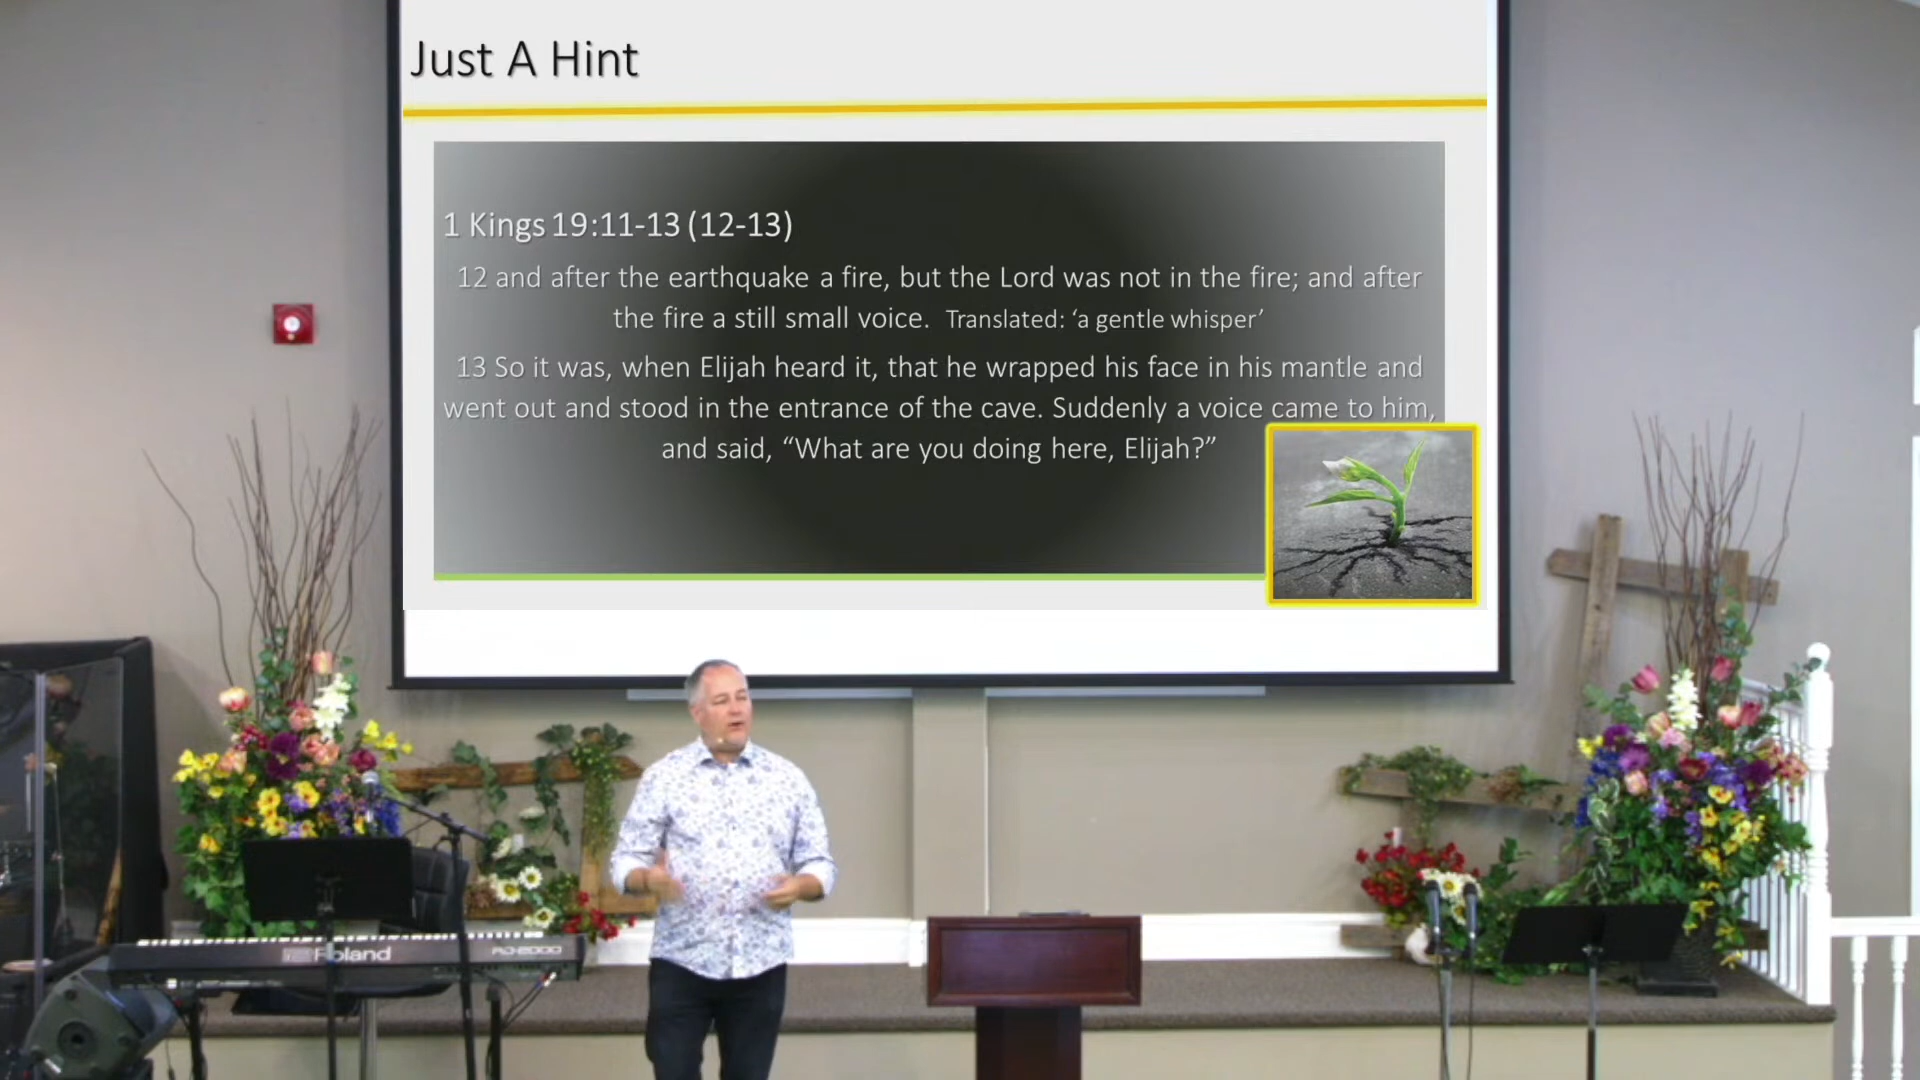 Just A Hint
1 Kings 19:11-13 (12-13)
12 and after the earthquake a fire, but the Lord was not in the fire; and after
the fire a still small voice. Translated: ‘a gentle whisper’
13 So it was, when Elijah heard it, that he wrapped his face in his mantle and
went out and stood in the entrance of the cave. Suddenly a voice came to him,
and said, “What are you doing here, Elijah?”
Roland